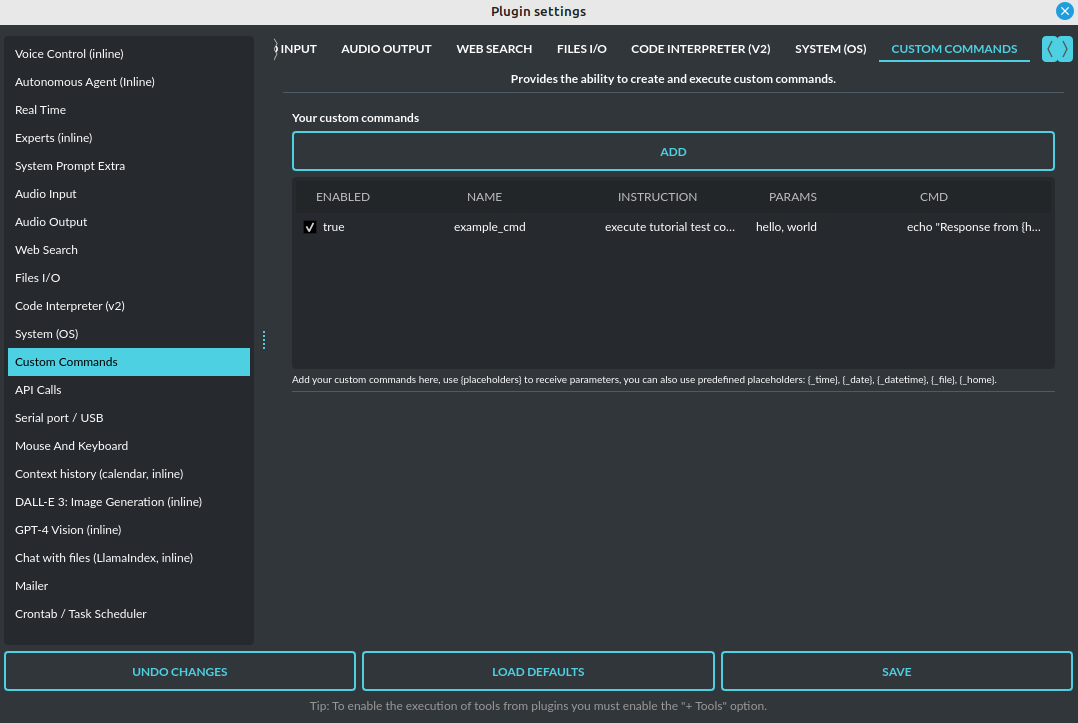 Plugin settings
Voice Control (inline)
Autonomous Agent (Inline)
Real Time
Experts (inline)
System Prompt Extra
Audio Input
Audio Output
Web Search
Files I/O
Code Interpreter (v2)
System (OS)
Custom Commands
API Calls
Serial port / USB
Mouse And Keyboard
Context history (calendar, inline)
DALL-E 3: Image Generation (inline)
GPT-4 Vision (inline)
Chat with files (LlamaIndex, inline)
Mailer
Crontab / Task Scheduler
INPUT AUDIO OUTPUT WEB SEARCH FILES I/O CODE INTERPRETER (V2) SYSTEM (OS) CUSTOM COMMANDS
Provides the ability to create and execute custom commands.
Your custom commands
ADD
ENABLED NAME INSTRUCTION PARAMS CMD
true example_cmd execute tutorial test co... hello, world echo "Response from {h...
Add your custom commands here, use {placeholders} to receive parameters, you can also use predefined placeholders: {_time}, {_date}, {_datetime}, {_file}, {_home}.
UNDO CHANGES LOAD DEFAULTS SAVE
Tip: To enable the execution of tools from plugins you must enable the "+ Tools" option.